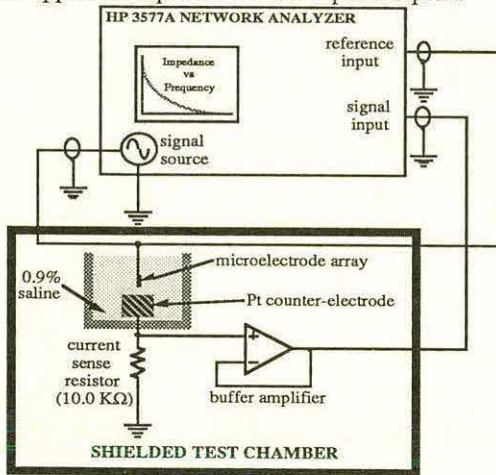 HP 3577A NETWORK ANALYZER
reference
input
Impedance
vs
Frequency
signal
input
signal
source
microelectrode array
0.9%
saline
Pt counter-electrode
current
sense
resistor
(10.0 KΩ)
+
−
buffer amplifier
SHIELDED TEST CHAMBER